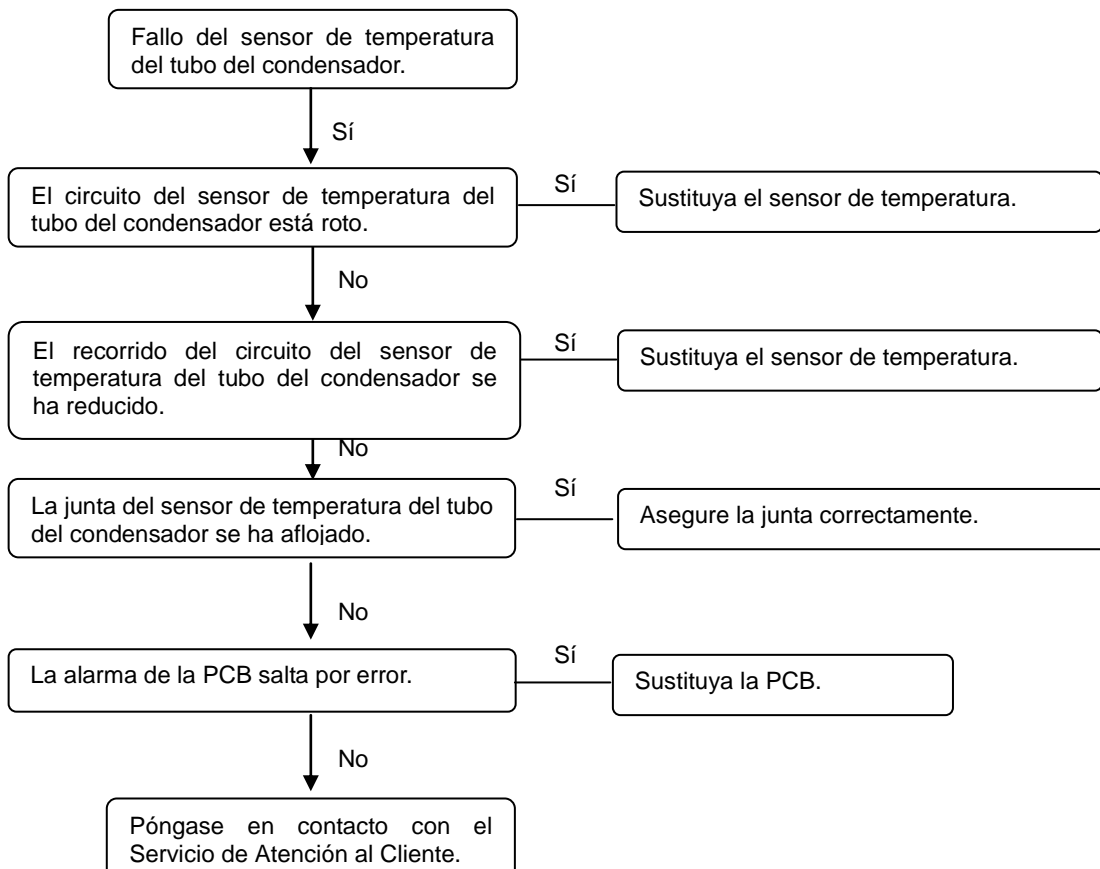 Fallo del sensor de temperatura
del tubo del condensador.
Sí
El circuito del sensor de temperatura del
tubo del condensador está roto.
Sí
Sustituya el sensor de temperatura.
No
El recorrido del circuito del sensor de
temperatura del tubo del condensador se
ha reducido.
Sí
Sustituya el sensor de temperatura.
No
La junta del sensor de temperatura del tubo
del condensador se ha aflojado.
Sí
Asegure la junta correctamente.
No
La alarma de la PCB salta por error.
Sí
Sustituya la PCB.
No
Póngase en contacto con el
Servicio de Atención al Cliente.